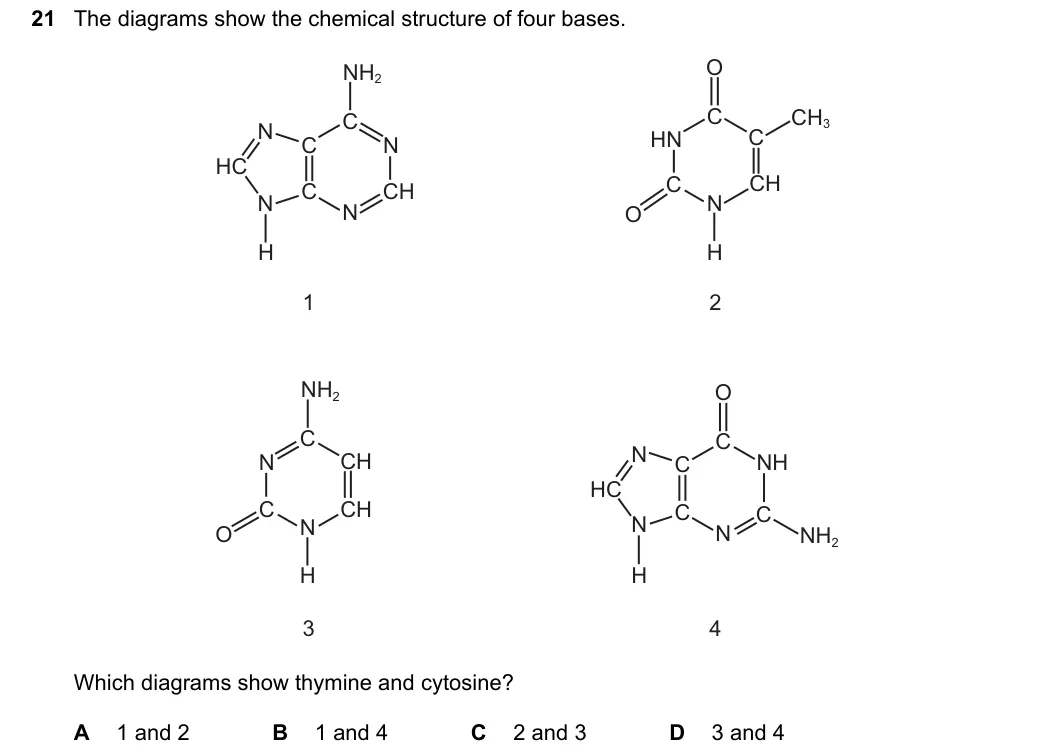 21 The diagrams show the chemical structure of four bases.
NH2
C
N
N
C
HC
C
CH
N
N
H
1
O
C
CH3
HN
C
C
CH
O
N
H
2
NH2
C
N
CH
C
CH
O
N
H
3
O
C
N
C
NH
HC
C
C
N
N
NH2
H
4
Which diagrams show thymine and cytosine?
A 1 and 2 B 1 and 4 C 2 and 3 D 3 and 4